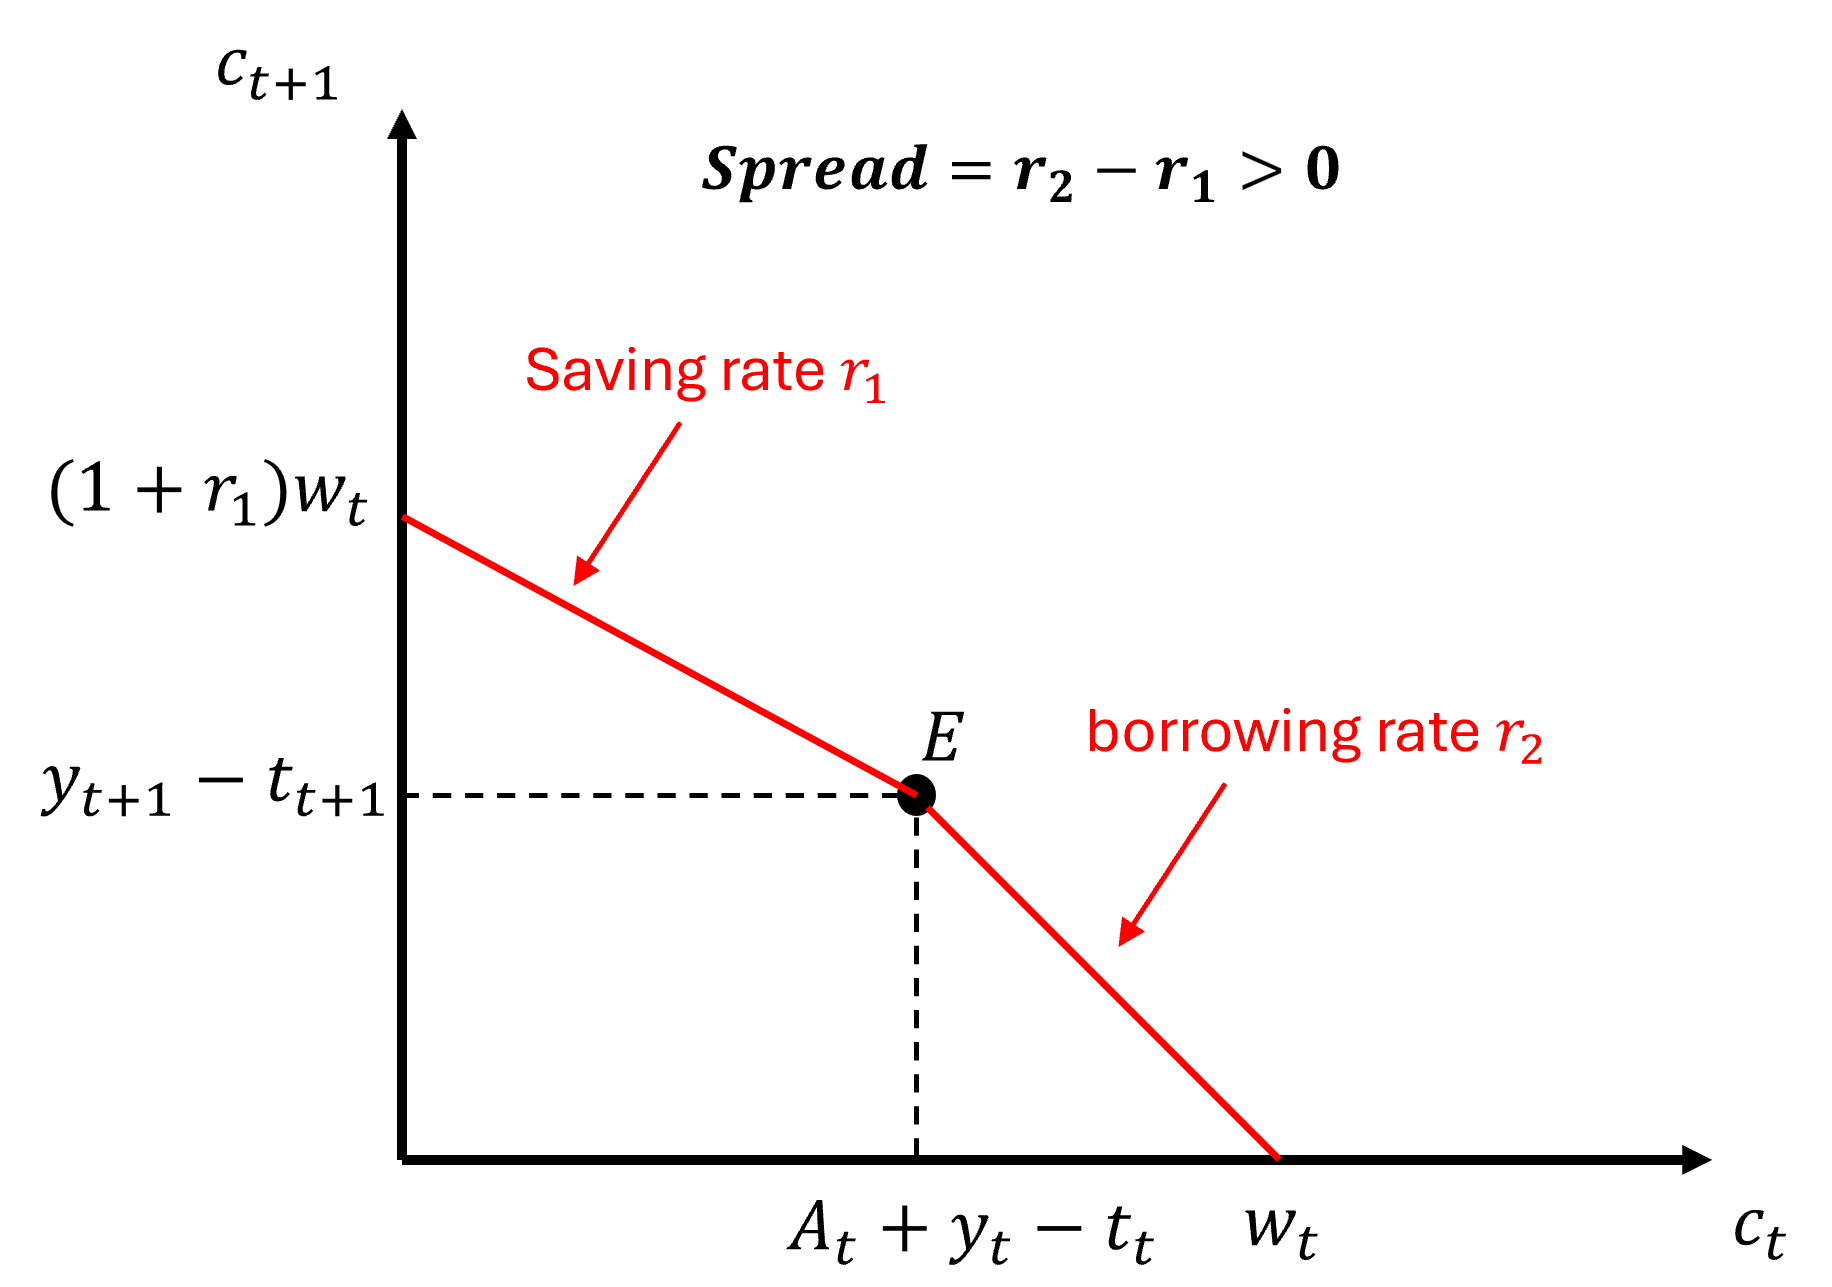 c_{t+1}
Spread = r_2 − r_1 > 0
Saving rate r_1
(1 + r_1)w_t
E
borrowing rate r_2
y_{t+1} − t_{t+1}
A_t + y_t − t_t
w_t
c_t